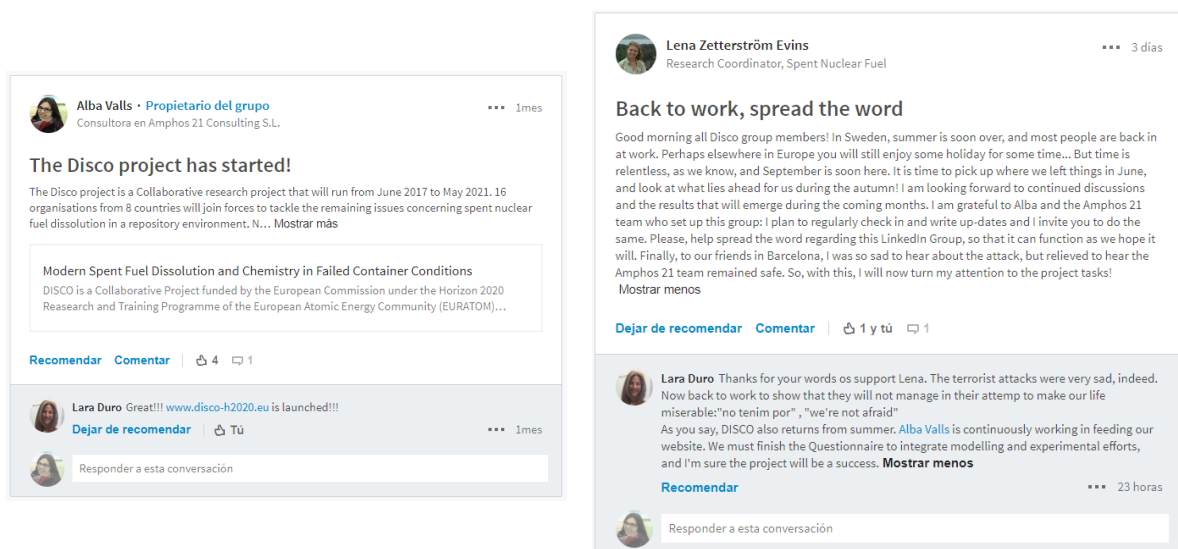 Alba Valls · Propietario del grupo
··· 1mes
Consultora en Amphos 21 Consulting S.L.
The Disco project has started!
The Disco project is a Collaborative research project that will run from June 2017 to May 2021. 16
organisations from 8 countries will join forces to tackle the remaining issues concerning spent nuclear
fuel dissolution in a repository environment. N... Mostrar más
Modern Spent Fuel Dissolution and Chemistry in Failed Container Conditions
DISCO is a Collaborative Project funded by the European Commission under the Horizon 2020
Reasearch and Training Programme of the European Atomic Energy Community (EURATOM)...
Recomendar Comentar 4 1
Lara Duro Great!!! www.disco-h2020.eu is launched!!!
Dejar de recomendar Tú
··· 1mes
Responder a esta conversación
Lena Zetterström Evins
··· 3 días
Research Coordinator, Spent Nuclear Fuel
Back to work, spread the word
Good morning all Disco group members! In Sweden, summer is soon over, and most people are back in
at work. Perhaps elsewhere in Europe you will still enjoy some holiday for some time... But time is
relentless, as we know, and September is soon here. It is time to pick up where we left things in June,
and look at what lies ahead for us during the autumn! I am looking forward to continued discussions
and the results that will emerge during the coming months. I am grateful to Alba and the Amphos 21
team who set up this group: I plan to regularly check in and write up-dates and I invite you to do the
same. Please, help spread the word regarding this LinkedIn Group, so that it can function as we hope it
will. Finally, to our friends in Barcelona, I was so sad to hear about the attack, but relieved to hear the
Amphos 21 team remained safe. So, with this, I will now turn my attention to the project tasks!
Mostrar menos
Dejar de recomendar Comentar 1 y tú 1
Lara Duro Thanks for your words os support Lena. The terrorist attacks were very sad, indeed.
Now back to work to show that they will not manage in their attemp to make our life
miserable:"no tenim por" , "we're not afraid"
As you say, DISCO also returns from summer. Alba Valls is continuously working in feeding our
website. We must finish the Questionnaire to integrate modelling and experimental efforts,
and I'm sure the project will be a success. Mostrar menos
Recomendar
··· 23 horas
Responder a esta conversación